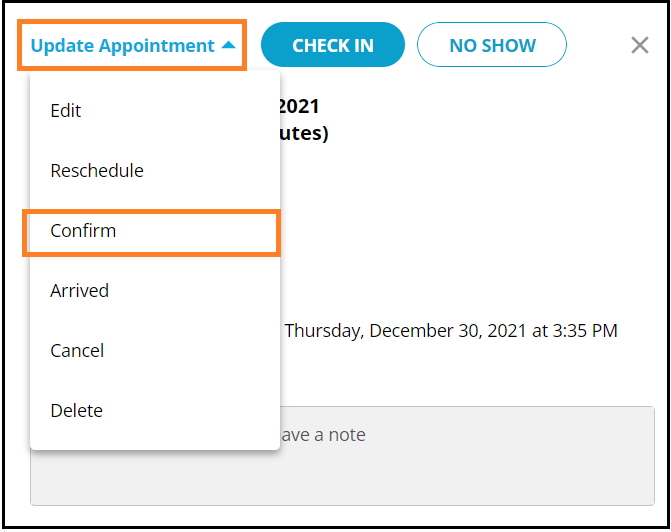 Update Appointment CHECK IN NO SHOW
Edit
2021
utes)
Reschedule
Confirm
Arrived
Thursday, December 30, 2021 at 3:35 PM
Cancel
Delete
ave a note